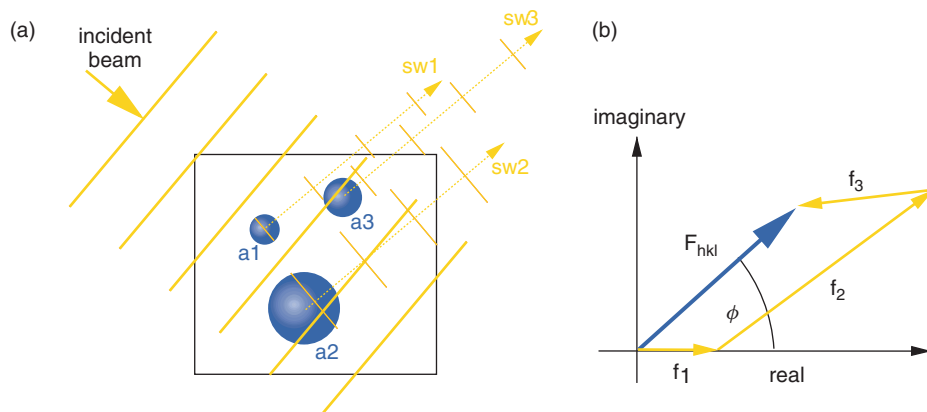 (a)
incident
beam
sw3
sw1
sw2
a1
a3
a2
(b)
imaginary
f3
Fhkl
f2
ϕ
f1
real